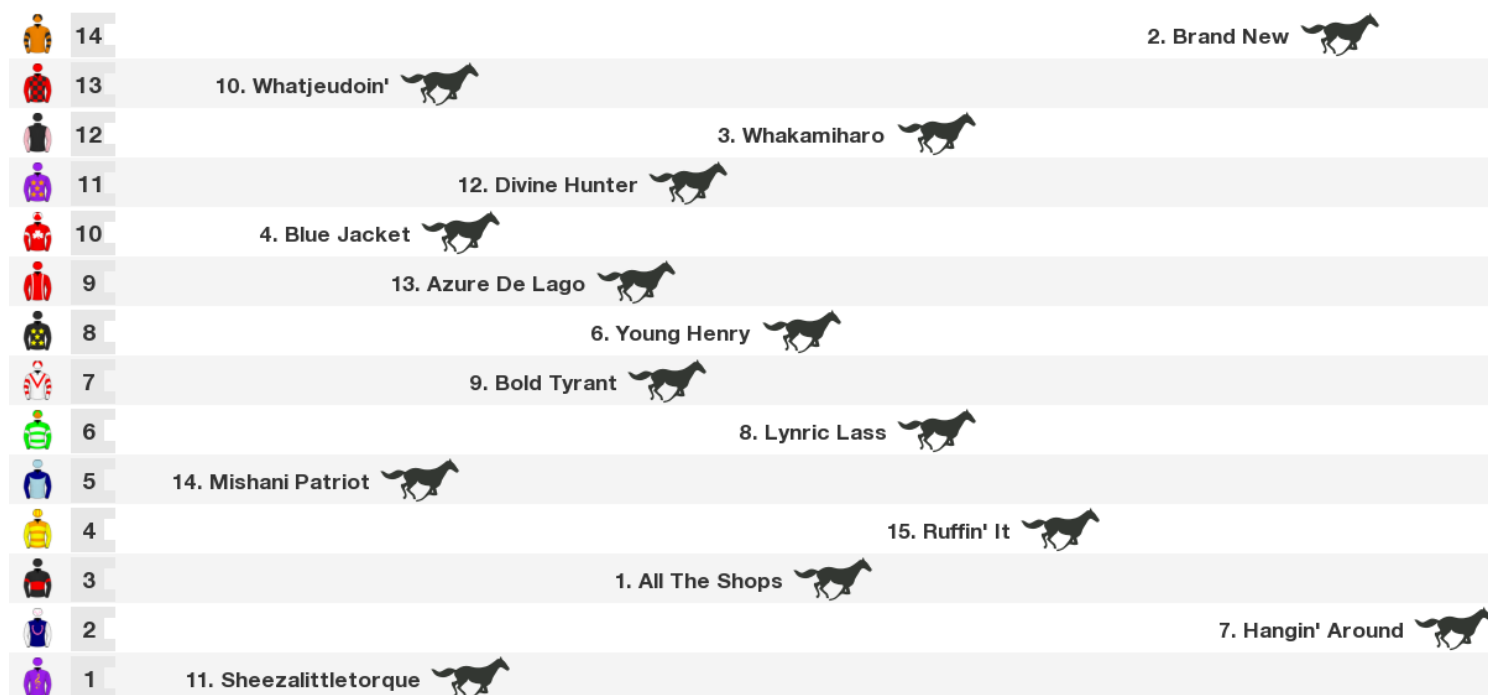 14 2. Brand New
13 10. Whatjeudoin'
12 3. Whakamiharo
11 12. Divine Hunter
10 4. Blue Jacket
9 13. Azure De Lago
8 6. Young Henry
7 9. Bold Tyrant
6 8. Lynric Lass
5 14. Mishani Patriot
4 15. Ruffin' It
3 1. All The Shops
2 7. Hangin' Around
1 11. Sheezalittletorque